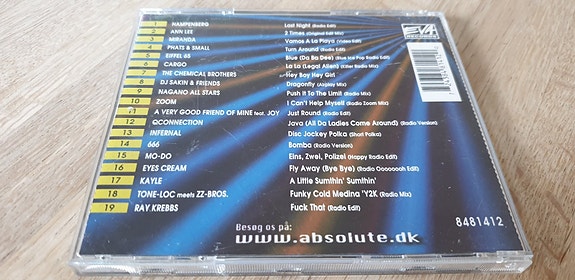 1 HAMPENBERG Last Night (Radio Edit)
2 ANN LEE 2 Times (Original Edit Mix)
3 MIRANDA Vamos A La Playa (Video Edit)
4 PHATS & SMALL Turn Around (Radio Edit)
5 EIFFEL 65 Blue (Da Ba Dee) (Blue Ice Pop Radio Edit)
6 CARGO La La (Legal Alien) (Killer Radio Mix)
7 THE CHEMICAL BROTHERS Hey Boy Hey Girl
8 DJ SAKIN & FRIENDS Dragonfly
9 NAGANO ALL STARS Push It To The Limit (Radio Mix)
10 ZOOM I Can't Help Myself (Radio Zoom Mix)
11 A VERY GOOD FRIEND OF MINE feat. JOY Just Round (Radio Edit)
12 QCONNECTION Java (All Da Ladies Come Around) (Radio Version)
13 INFERNAL Disc Jockey Polka (Short Polka)
14 666 Bomba (Radio Version)
15 MO-DO Eins, Zwei, Polizei (Happy Radio Edit)
16 EYES CREAM Fly Away (Bye Bye) (Radio Oooooooh Edit)
17 KAYLE A Little Sumthin' Sumthin'
18 TONE-LOC meets ZZ-BROS. Funky Cold Medina 'Y2K (Radio Mix)
19 RAY KREBBS Fuck That (Radio Edit)
EVA
RECORDS
Besøg os på:
www.absolute.dk
8481412